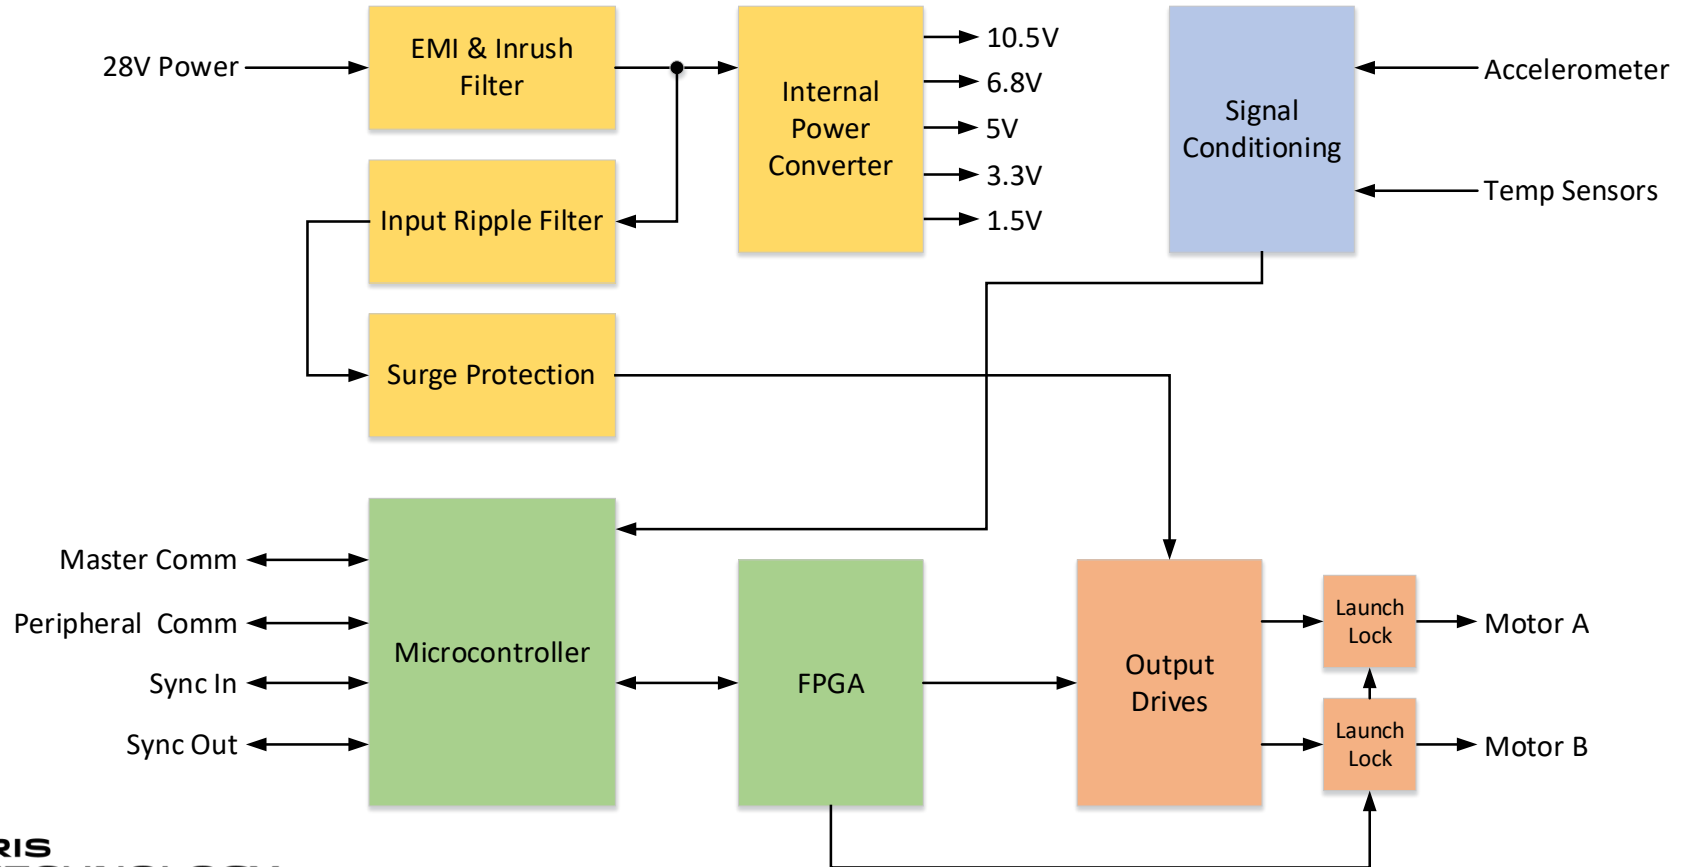 28V Power
EMI & Inrush
Filter
Internal
Power
Converter
10.5V
6.8V
5V
3.3V
1.5V
Signal
Conditioning
Accelerometer
Temp Sensors
Input Ripple Filter
Surge Protection
Master Comm
Peripheral  Comm
Sync In
Sync Out
Microcontroller
FPGA
Output
Drives
Launch
Lock
Motor A
Launch
Lock
Motor B